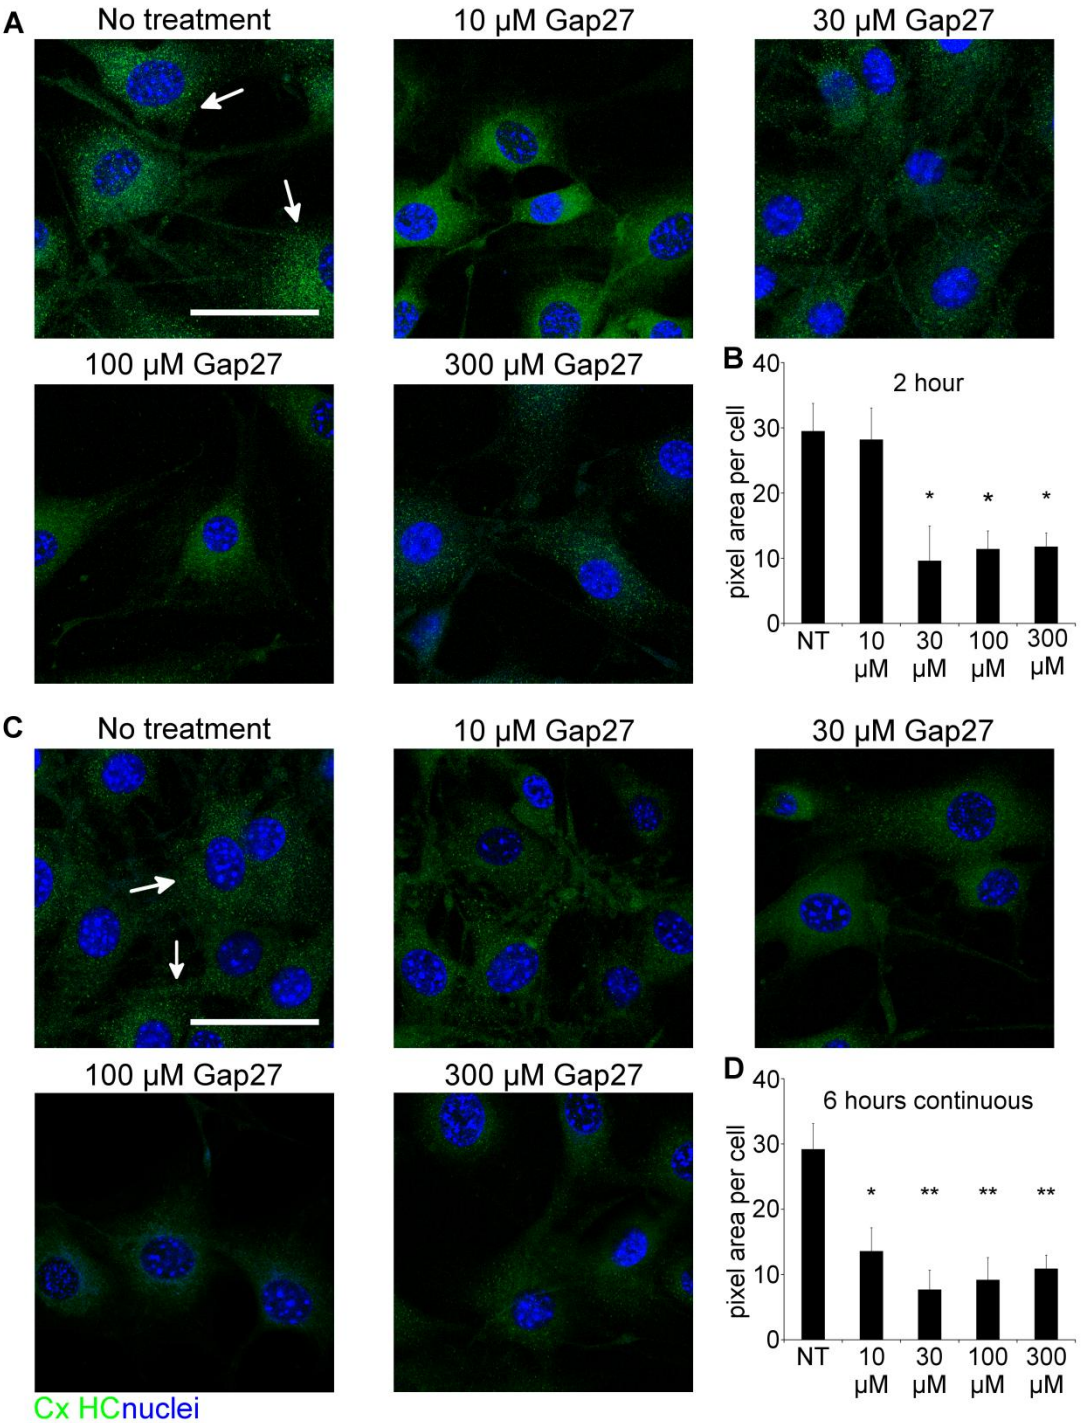 A
No treatment
10 µM Gap27
30 µM Gap27
100 µM Gap27
300 µM Gap27
B
2 hour
pixel area per cell
40
30
20
10
0
* * *
NT 10 µM 30 µM 100 µM 300 µM
C
No treatment
10 µM Gap27
30 µM Gap27
100 µM Gap27
300 µM Gap27
D
6 hours continuous
pixel area per cell
40
30
20
10
0
* ** ** **
NT 10 µM 30 µM 100 µM 300 µM
Cx HCnuclei